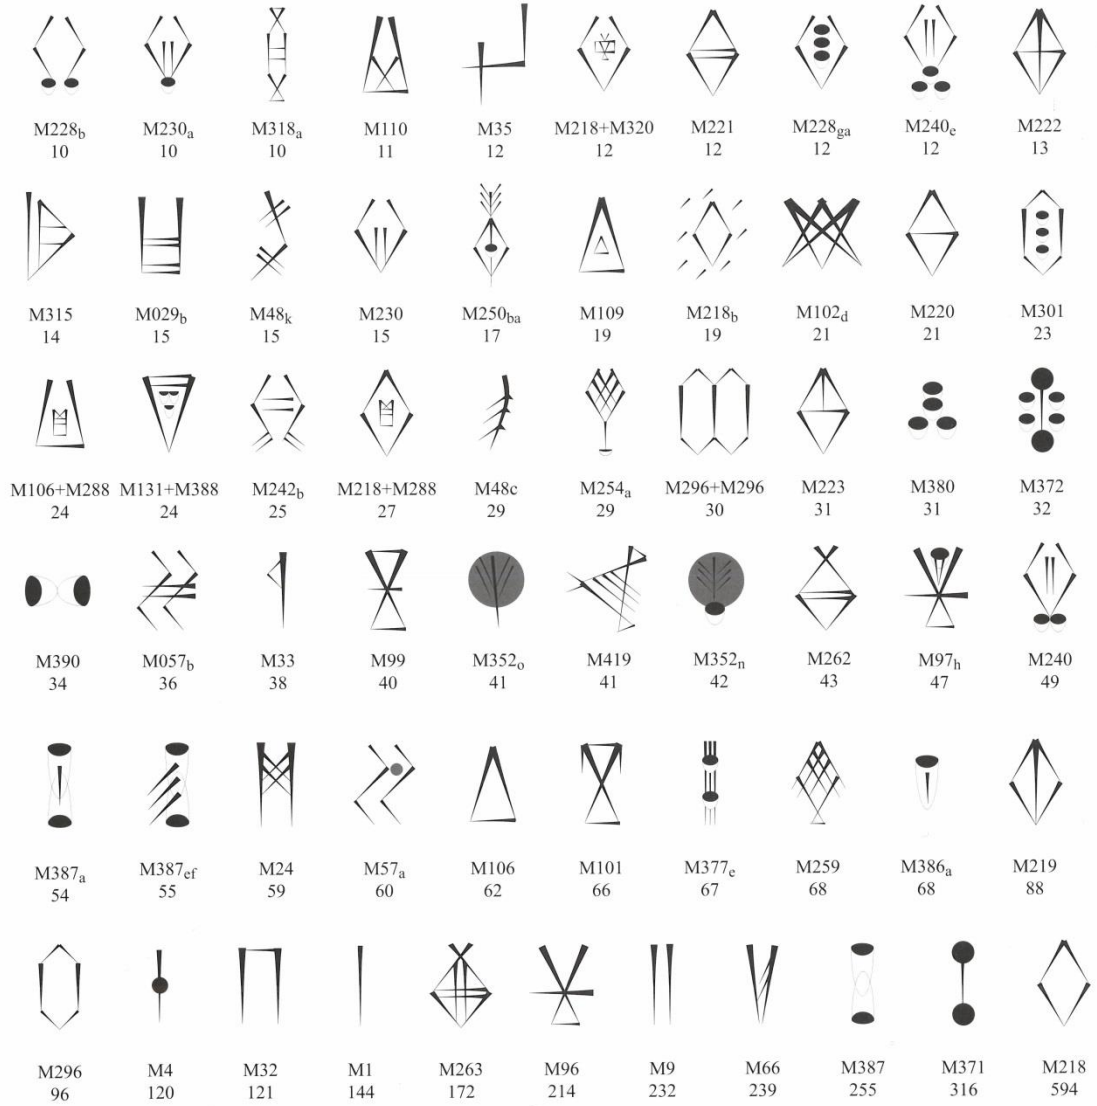 M228b M230a M318a M110 M35 M218+M320 M221 M228ga M240e M222
10 10 10 11 12 12 12 12 12 13
M315 M029b M48k M230 M250ba M109 M218b M102d M220 M301
14 15 15 15 17 19 19 21 21 23
M106+M288 M131+M388 M242b M218+M288 M48c M254a M296+M296 M223 M380 M372
24 24 25 27 29 29 30 31 31 32
M390 M057b M33 M99 M352o M419 M352n M262 M97h M240
34 36 38 40 41 41 42 43 47 49
M387a M387ef M24 M57a M106 M101 M377e M259 M386a M219
54 55 59 60 62 66 67 68 68 88
M296 M4 M32 M1 M263 M96 M9 M66 M387 M371 M218
96 120 121 144 172 214 232 239 255 316 594